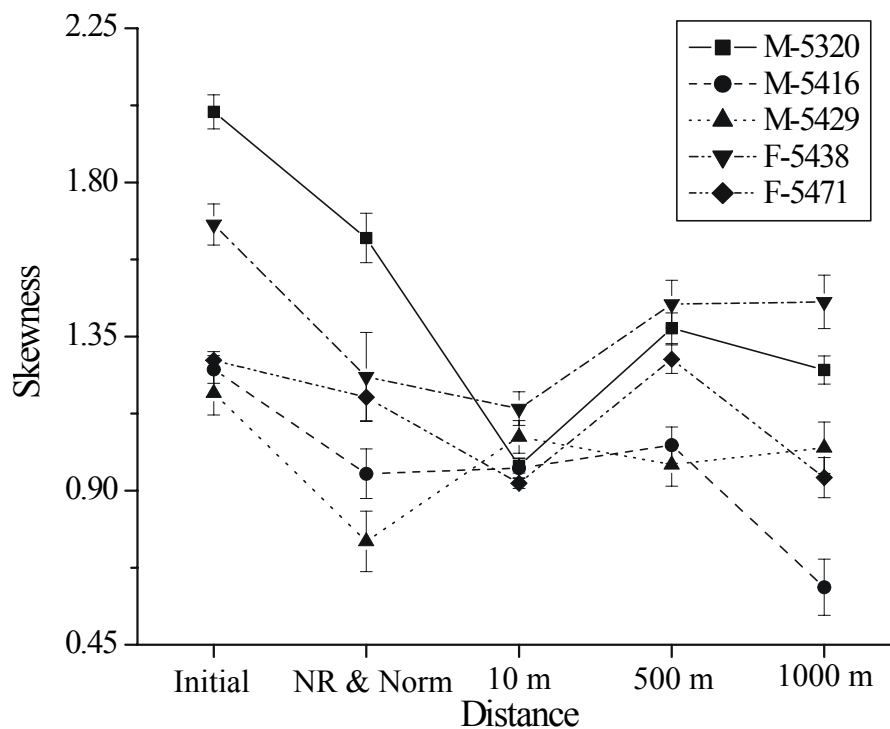 2.25
1.80
1.35
0.90
0.45
Skewness
M-5320
M-5416
M-5429
F-5438
F-5471
Initial
NR & Norm
10 m
500 m
1000 m
Distance